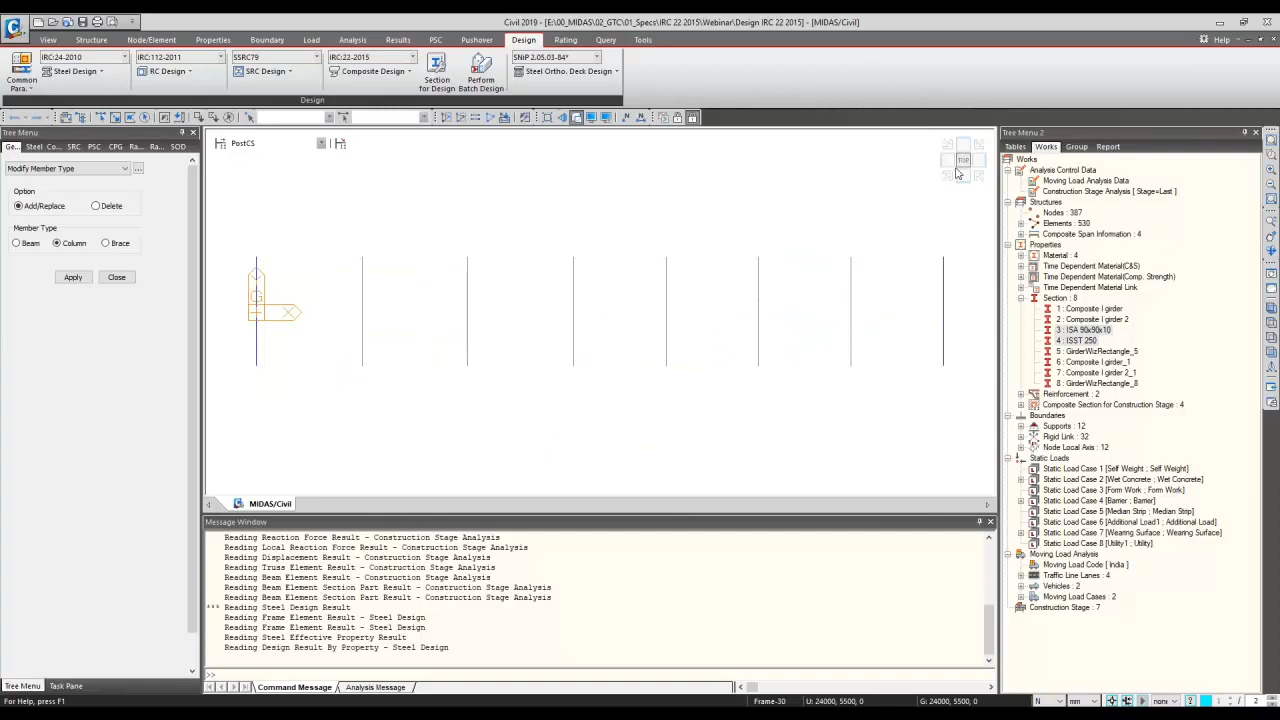 Civil 2019 - [E:\00_MIDAS\02_GTC\01_Specs\IRC 22 2015\Webinar\Design IRC 22 2015] - [MIDAS/Civil]
View Structure Node/Element Properties Boundary Load Analysis Results PSC Pushover Design Rating Query Tools Help
IRC:24-2010 IRC:112-2011 SSRC79 IRC:22-2015 SNiP 2.05.03-84*
Common Para. Steel Design RC Design SRC Design Composite Design Section for Design Perform Batch Design Steel Ortho. Deck Design
Design
Tree Menu
Ge... Steel Co... SRC PSC CPG Ra... Ra... SOD
Modify Member Type
Option
Add/Replace Delete
Member Type
Beam Column Brace
Apply Close
PostCS
TOP
G
X
MIDAS/Civil
Message Window
Reading Reaction Force Result - Construction Stage Analysis
Reading Local Reaction Force Result - Construction Stage Analysis
Reading Displacement Result - Construction Stage Analysis
Reading Truss Element Result - Construction Stage Analysis
Reading Beam Element Result - Construction Stage Analysis
Reading Beam Element Section Part Result - Construction Stage Analysis
*** Reading Steel Design Result
Reading Frame Element Result - Steel Design
Reading Frame Element Result - Steel Design
Reading Steel Effective Property Result
Reading Design Result By Property - Steel Design
>>
Command Message Analysis Message
Tree Menu 2
Tables Works Group Report
Works
Analysis Control Data
Moving Load Analysis Data
Construction Stage Analysis [ Stage=Last ]
Structures
Nodes : 387
Elements : 530
Composite Span Information : 4
Properties
Material : 4
Time Dependent Material(C&S)
Time Dependent Material(Comp. Strength)
Time Dependent Material Link
Section : 8
1 : Composite I girder
2 : Composite I girder 2
3 : ISA 90x90x10
4 : ISST 250
5 : GirderWizRectangle_5
6 : Composite I girder_1
7 : Composite I girder 2_1
8 : GirderWizRectangle_8
Reinforcement : 2
Composite Section for Construction Stage : 4
Boundaries
Supports : 12
Rigid Link : 32
Node Local Axis : 12
Static Loads
Static Load Case 1 [Self Weight ; Self Weight]
Static Load Case 2 [Wet Concrete ; Wet Concrete]
Static Load Case 3 [Form Work ; Form Work]
Static Load Case 4 [Barrier ; Barrier]
Static Load Case 5 [Median Strip ; Median Strip]
Static Load Case 6 [Additional Load1 ; Additional Load]
Static Load Case 7 [Wearing Surface ; Wearing Surface]
Static Load Case 8 [Utility1 ; Utility]
Moving Load Analysis
Moving Load Code [ India ]
Traffic Line Lanes : 4
Vehicles : 2
Moving Load Cases : 2
Construction Stage : 7
Tree Menu Task Pane
For Help, press F1 Frame-30 U: 24000, 5500, 0 G: 24000, 5500, 0 N mm none 1 / 2